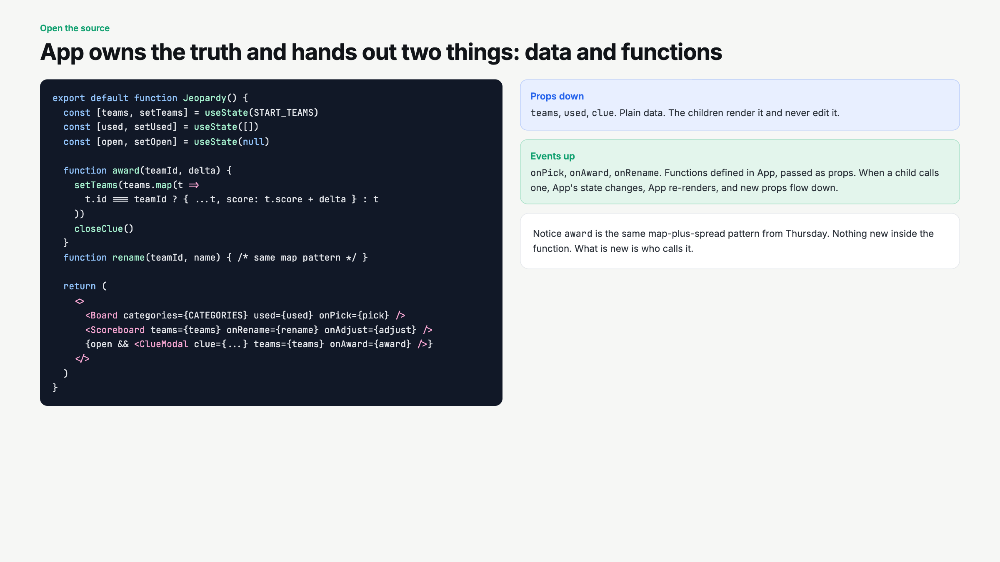 Open the source
App owns the truth and hands out two things: data and functions
export default function Jeopardy() {
  const [teams, setTeams] = useState(START_TEAMS)
  const [used, setUsed] = useState([])
  const [open, setOpen] = useState(null)
  function award(teamId, delta) {
    setTeams(teams.map(t =>
      t.id === teamId ? { ...t, score: t.score + delta } : t
    ))
    closeClue()
  }
  function rename(teamId, name) { /* same map pattern */ }
  return (
    <>
      <Board categories={CATEGORIES} used={used} onPick={pick} />
      <Scoreboard teams={teams} onRename={rename} onAdjust={adjust} />
      {open && <ClueModal clue={...} teams={teams} onAward={award} />}
    </>
  )
}
Props down
teams, used, clue. Plain data. The children render it and never edit it.
Events up
onPick, onAward, onRename. Functions defined in App, passed as props. When a child calls
one, App's state changes, App re-renders, and new props flow down.
Notice award is the same map-plus-spread pattern from Thursday. Nothing new inside the
function. What is new is who calls it.